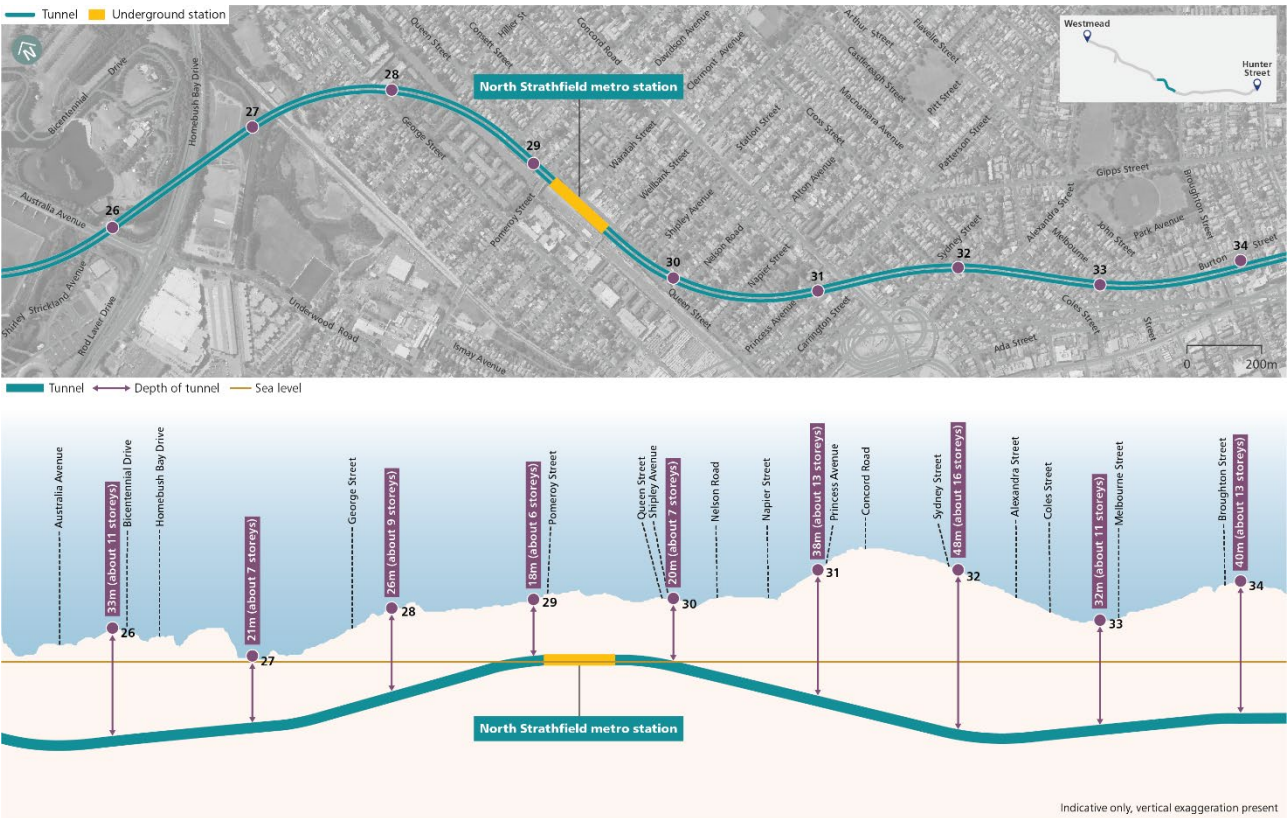 Tunnel
Underground station
N
Bicentennial
Drive
Homebush Bay Drive
Queen Street
Consett Street
Hillier St
Concord Road
Davidson Avenue
Clermont Avenue
Arthur Street
Castlereagh Street
Flavelle Street
Macnamara Avenue
Pitt Street
Patterson Street
Westmead
Hunter
Street
28
North Strathfield metro station
27
George Street
29
Waratah Street
Wellbank Street
Station Street
Cross Street
Alton Avenue
Shipley Avenue
Nelson Road
Napier Street
Pomeroy Street
Gipps Street
Alexandra Street
Melbourne
Street
John Street
Park Avenue
Broughton Street
Burton Street
Sydney Street
Australia Avenue
26
30
31
32
33
34
Shirley Strickland Avenue
Rod Laver Drive
Underwood Road
Ismay Avenue
Queen Street
Princess Avenue
Carrington Street
Coles Street
Ada Street
0
200m
Tunnel
Depth of tunnel
Sea level
Australia Avenue
33m (about 11 storeys)
26
Bicentennial Drive
Homebush Bay Drive
21m (about 7 storeys)
27
George Street
26m (about 9 storeys)
28
18m (about 6 storeys)
29
Pomeroy Street
Queen Street
Shipley Avenue
20m (about 7 storeys)
30
Nelson Road
Napier Street
38m (about 13 storeys)
31
Princess Avenue
Concord Road
Sydney Street
48m (about 16 storeys)
32
Alexandra Street
Coles Street
32m (about 11 storeys)
33
Melbourne Street
Broughton Street
40m (about 13 storeys)
34
North Strathfield metro station
Indicative only, vertical exaggeration present